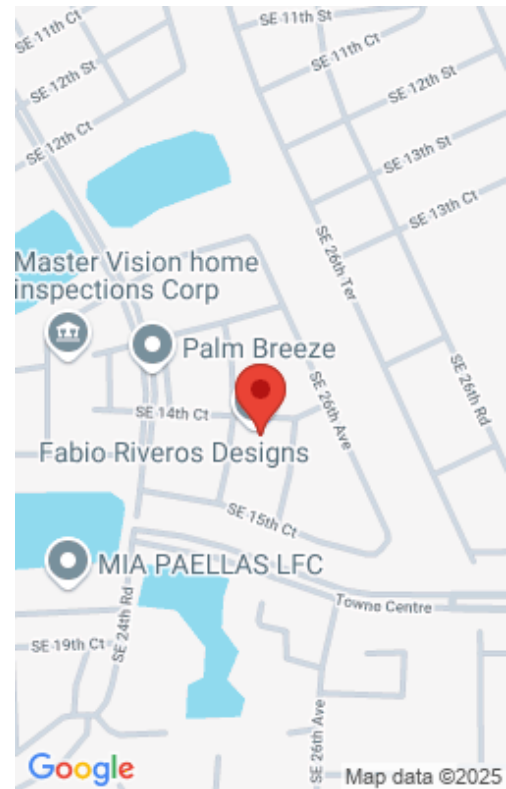 SE 11th St
SE 11th Ct
SE 11th Ct
SE 12th St
SE 12th St
SE 12th Ct
SE 13th St
SE 13th Ct
SE 26th Ter
Master Vision home
inspections Corp
Palm Breeze
SE 26th Ave
SE 26th Rd
SE 14th Ct
Fabio Riveros Designs
SE 15th Ct
MIA PAELLAS LFC
Towne Centre
SE 24th Rd
SE 19th Ct
SE 26th Ave
Google
Map data ©2025